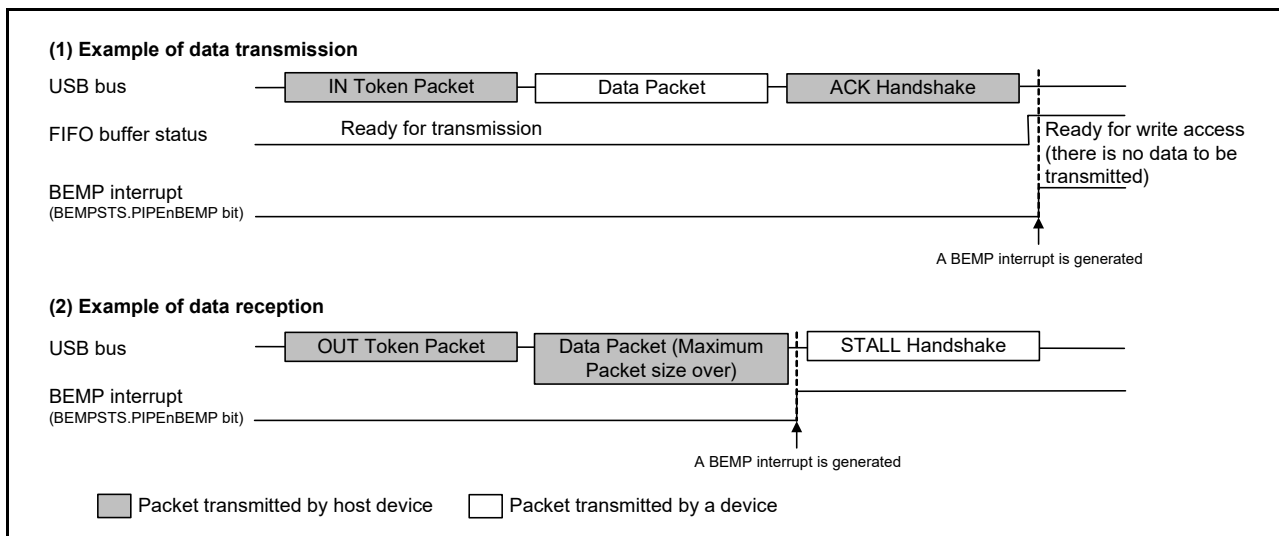 (1) Example of data transmission
USB bus
IN Token Packet
Data Packet
ACK Handshake
FIFO buffer status
Ready for transmission
Ready for write access
(there is no data to be
transmitted)
BEMP interrupt
(BEMPSTS.PIPEnBEMP bit)
A BEMP interrupt is generated
(2) Example of data reception
USB bus
OUT Token Packet
Data Packet (Maximum
Packet size over)
STALL Handshake
BEMP interrupt
(BEMPSTS.PIPEnBEMP bit)
A BEMP interrupt is generated
Packet transmitted by host device
Packet transmitted by a device